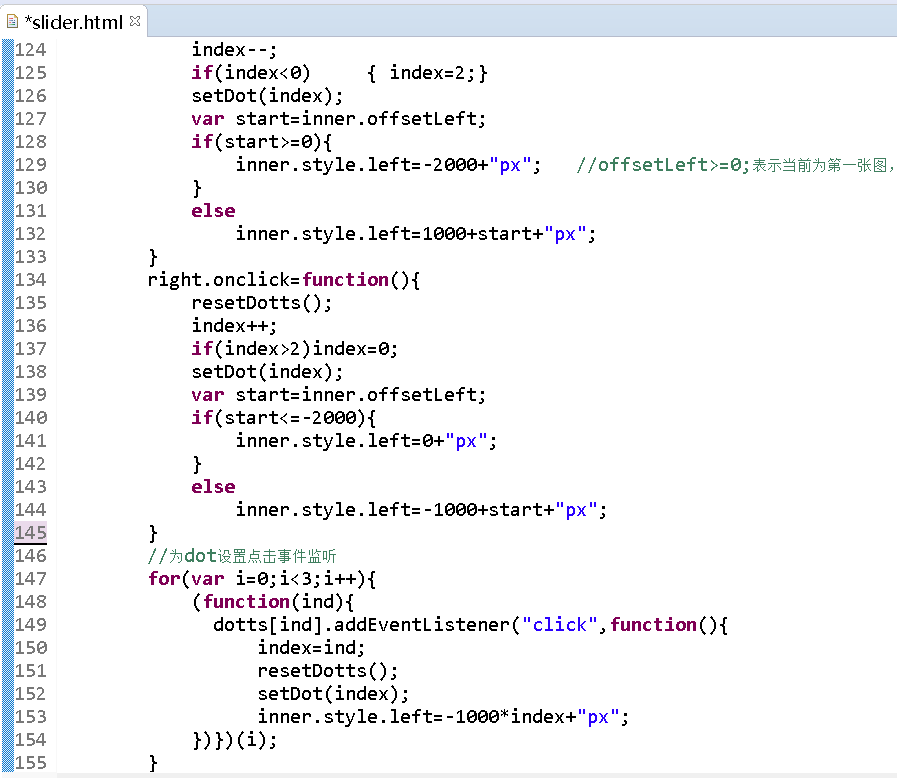 *slider.html
124 index--;
125 if(index<0) { index=2;}
126 setDot(index);
127 var start=inner.offsetLeft;
128 if(start>=0){
129 inner.style.left=-2000+"px"; //offsetLeft>=0;表示当前为第一张图，
130 }
131 else
132 inner.style.left=1000+start+"px";
133 }
134 right.onclick=function(){
135 resetDotts();
136 index++;
137 if(index>2)index=0;
138 setDot(index);
139 var start=inner.offsetLeft;
140 if(start<=-2000){
141 inner.style.left=0+"px";
142 }
143 else
144 inner.style.left=-1000+start+"px";
145 }
146 //为dot设置点击事件监听
147 for(var i=0;i<3;i++){
148 (function(ind){
149 dotts[ind].addEventListener("click",function(){
150 index=ind;
151 resetDotts();
152 setDot(index);
153 inner.style.left=-1000*index+"px";
154 })})(i);
155 }